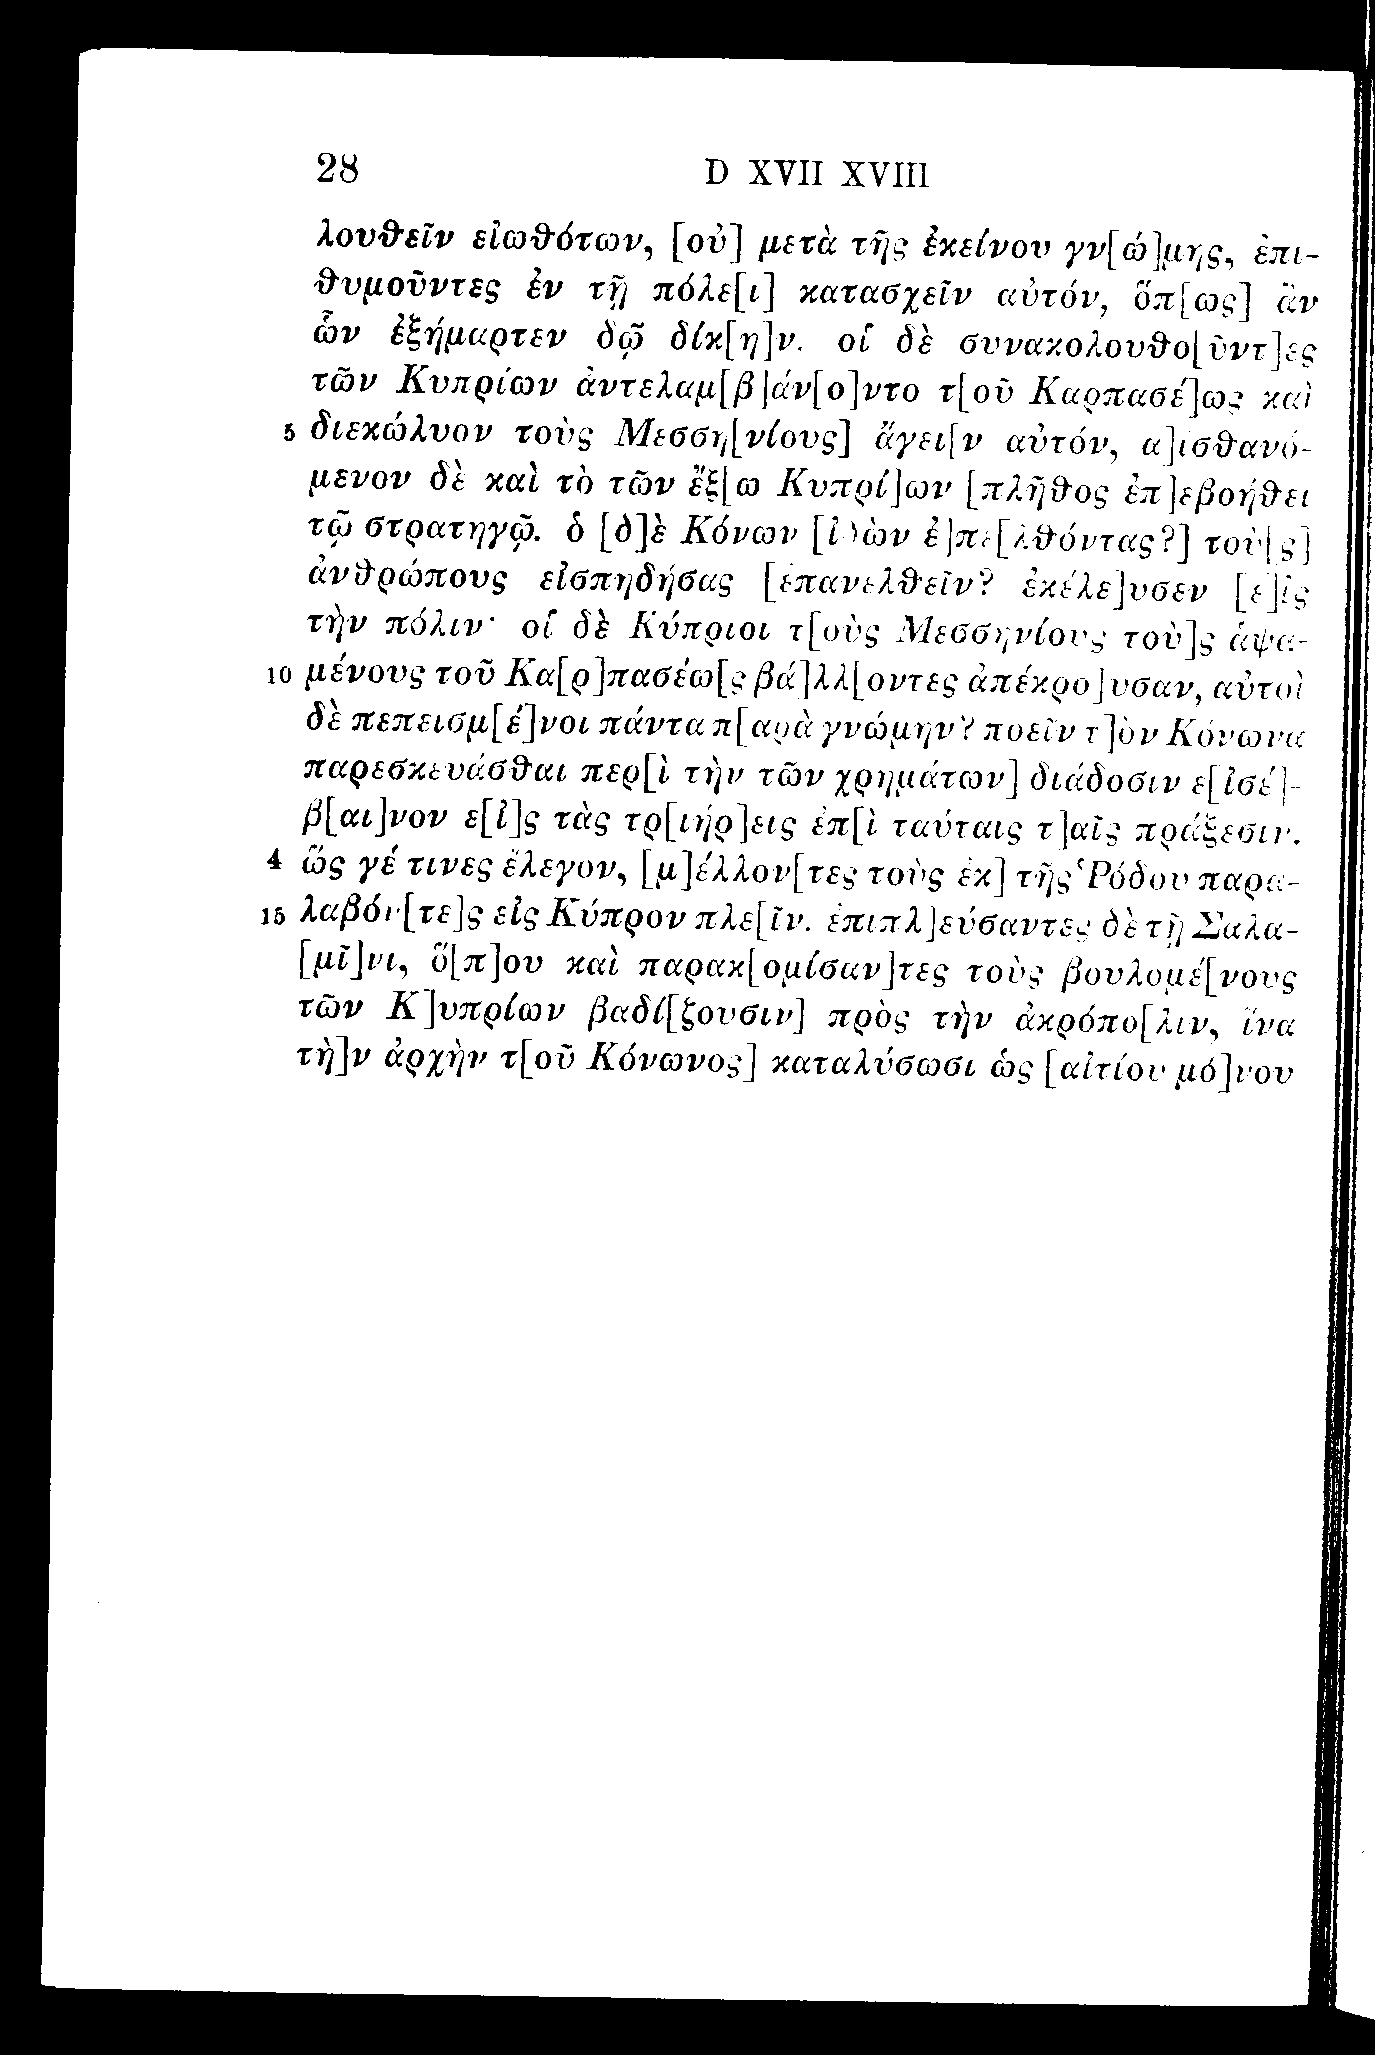 28 D XVII XVIII
λουθεῖν εἰωθότων, [οὐ] μετὰ τῆς ἐκείνου γν[ώ]μης, ἐπι-
θυμοῦντες ἐν τῇ πόλε[ι] κατασχεῖν αὐτόν, ὅπ[ως] ἂν
ὧν ἐξήμαρτεν δῷ δίκ[η]ν. οἱ δὲ συνακολουθο[ῦντ]ες
τῶν Κυπρίων ἀντελαμ[β]άν[ο]ντο τ[οῦ Καρπασέ]ως καὶ
5 διεκώλυον τοὺς Μεσση[νίους] ἄγει[ν αὐτόν, α]ἰσθανό-
μενον δὲ καὶ τὸ τῶν ἔξ[ω Κυπρί]ων [πλῆθος ἐπ]εβοήθει
τῷ στρατηγῷ. ὁ [δ]ὲ Κόνων [ἰδὼν ἐ]πε[λθόντας?] τοὺ[ς]
ἀνθρώπους εἰσπηδήσας [ἐπανελθεῖν? ἐκέλε]υσεν [ε]ἰς
τὴν πόλιν· οἱ δὲ Κύπριοι τ[οὺς Μεσσηνίους τοὺ]ς ἁψα-
10 μένους τοῦ Κα[ρ]πασέω[ς βά]λλ[οντες ἀπέκρο]υσαν, αὐτοὶ
δὲ πεπεισμ[έ]νοι πάντα π[αρὰ γνώμην? ποεῖν τ]ὸν Κόνωνα
παρεσκευάσθαι περ[ὶ τὴν τῶν χρημάτων] διάδοσιν ε[ἰσέ]-
β[αι]νον ε[ἰ]ς τὰς τρ[ιήρ]εις ἐπ[ὶ ταύταις τ]αῖς πράξεσιν.
4 ὥς γέ τινες ἔλεγον, [μ]έλλον[τες τοὺς ἐκ] τῆς Ῥόδου παρα-
15 λαβόν[τε]ς εἰς Κύπρον πλε[ῖν. ἐπιπλ]εύσαντες δὲ τῇ Σαλα-
[μῖ]νι, ὅ[π]ου καὶ παρακ[ομίσαν]τες τοὺς βουλομέ[νους
τῶν Κ]υπρίων βαδί[ζουσιν] πρὸς τὴν ἀκρόπο[λιν, ἵνα
τὴ]ν ἀρχὴν τ[οῦ Κόνωνος] καταλύσωσι ὡς [αἰτίου μό]νου